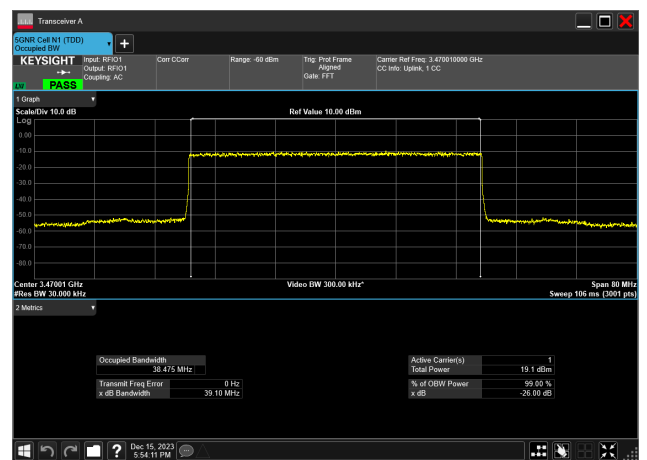 Transceiver A
5GNR Cell N1 (TDD)
Occupied BW
KEYSIGHT
Input: RFIO1
Output: RFIO1
Coupling: AC
Corr CCorr
Range: -60 dBm
Trig: Prot Frame
Aligned
Gate: FFT
Carrier Ref Freq: 3.470010000 GHz
CC Info: Uplink, 1 CC
LV
PASS
1 Graph
Scale/Div 10.0 dB
Ref Value 10.00 dBm
Log
0.00
-10.0
-20.0
-30.0
-40.0
-50.0
-60.0
-70.0
-80.0
Center 3.47001 GHz
Video BW 300.00 kHz*
Span 80 MHz
#Res BW 30.000 kHz
Sweep 106 ms (3001 pts)
2 Metrics
Occupied Bandwidth
38.475 MHz
Active Carrier(s) 1
Total Power 19.1 dBm
Transmit Freq Error 0 Hz
x dB Bandwidth 39.10 MHz
% of OBW Power 99.00 %
x dB -26.00 dB
?
Dec 15, 2023
5:54:11 PM